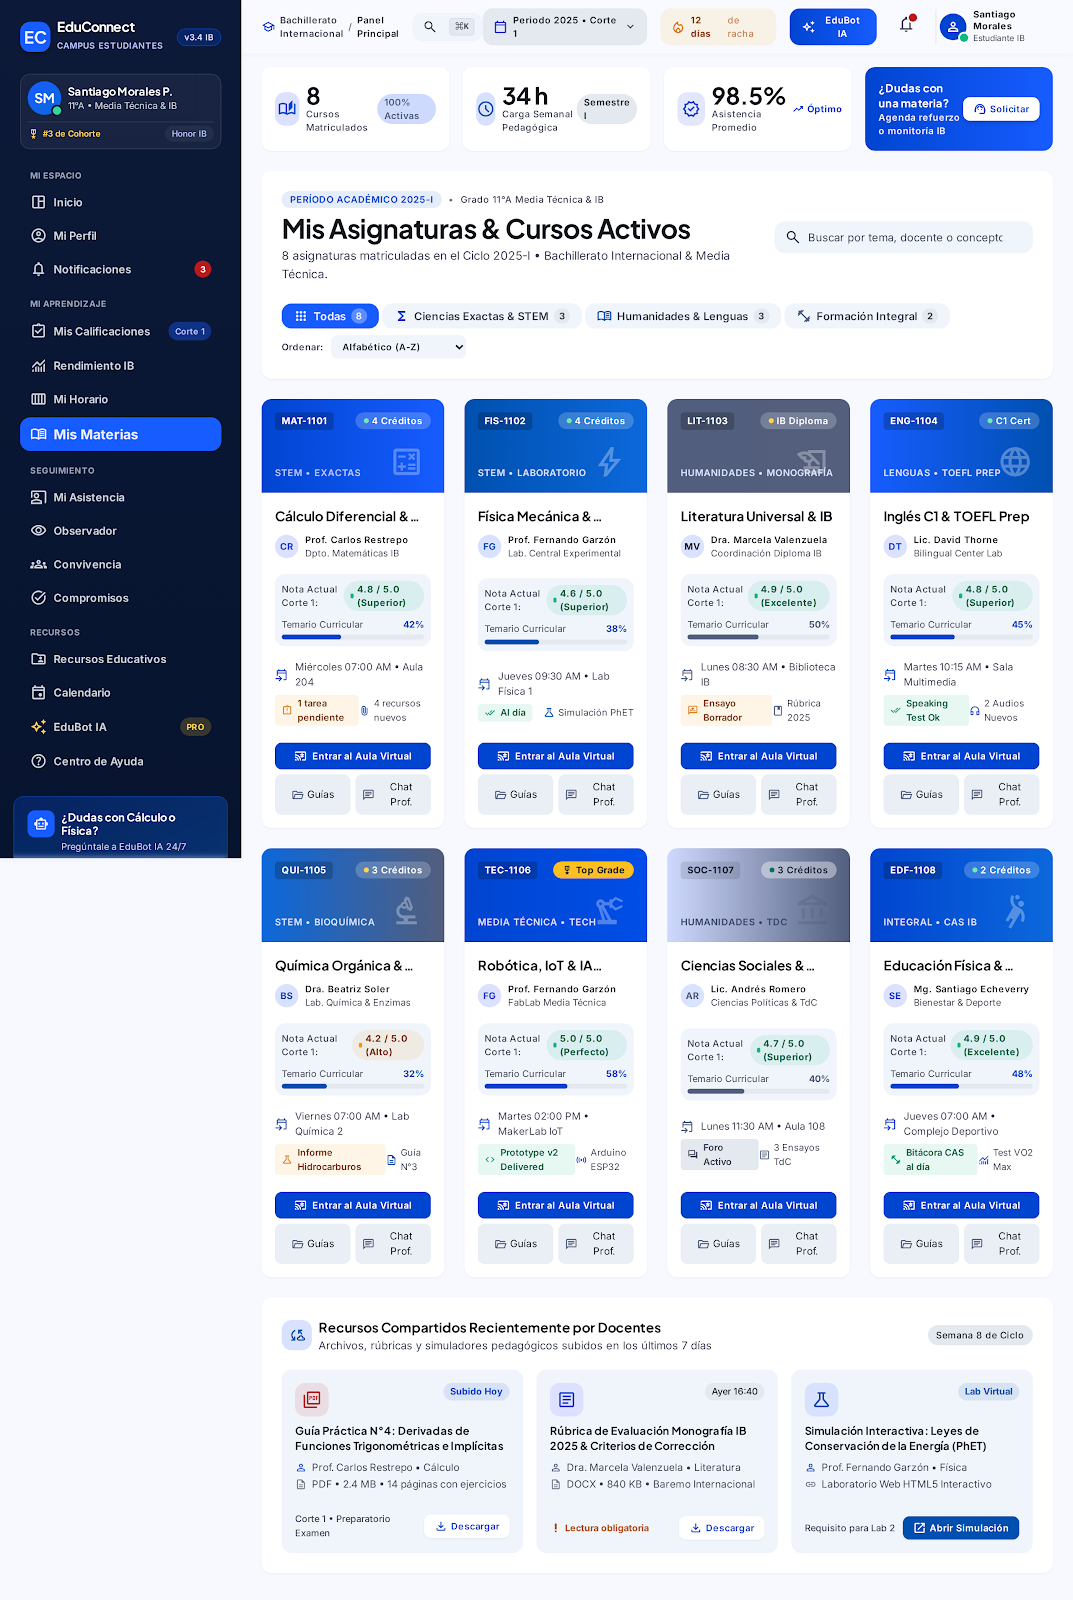 EC
EduConnect
CAMPUS ESTUDIANTES
v3.4 IB
SM
Santiago Morales P.
11°A • Media Técnica & IB
#3 de Cohorte
Honor IB
MI ESPACIO
Inicio
Mi Perfil
Notificaciones
3
MI APRENDIZAJE
Mis Calificaciones
Corte 1
Rendimiento IB
Mi Horario
Mis Materias
SEGUIMIENTO
Mi Asistencia
Observador
Convivencia
Compromisos
RECURSOS
Recursos Educativos
Calendario
EduBot IA
PRO
Centro de Ayuda
¿Dudas con Cálculo o
Física?
Pregúntale a EduBot IA 24/7
Bachillerato
Internacional
/
Panel
Principal
⌘K
Periodo 2025 • Corte
1
12
días
de
racha
EduBot
IA
Santiago
Morales
Estudiante IB
8
Cursos
Matriculados
100%
Activas
34 h
Carga Semanal
Pedagógica
Semestre
I
98.5%
Asistencia
Promedio
Óptimo
¿Dudas con
una materia?
Agenda refuerzo
o monitoria IB
Solicitar
PERÍODO ACADÉMICO 2025-I
• Grado 11°A Media Técnica & IB
Mis Asignaturas & Cursos Activos
8 asignaturas matriculadas en el Ciclo 2025-I • Bachillerato Internacional & Media
Técnica.
Buscar por tema, docente o concepto
Todas 8
Ciencias Exactas & STEM 3
Humanidades & Lenguas 3
Formación Integral 2
Ordenar:
Alfabético (A-Z)
MAT-1101
4 Créditos
STEM • EXACTAS
Cálculo Diferencial & …
CR
Prof. Carlos Restrepo
Dpto. Matemáticas IB
Nota Actual
Corte 1:
4.8 / 5.0
(Superior)
Temario Curricular
42%
Miércoles 07:00 AM • Aula
204
1 tarea
pendiente
4 recursos
nuevos
Entrar al Aula Virtual
Guías
Chat
Prof.
FIS-1102
4 Créditos
STEM • LABORATORIO
Física Mecánica & …
FG
Prof. Fernando Garzón
Lab. Central Experimental
Nota Actual
Corte 1:
4.6 / 5.0
(Superior)
Temario Curricular
38%
Jueves 09:30 AM • Lab
Física 1
Al día
Simulación PhET
Entrar al Aula Virtual
Guías
Chat
Prof.
LIT-1103
IB Diploma
HUMANIDADES • MONOGRAFÍA
Literatura Universal & IB
MV
Dra. Marcela Valenzuela
Coordinación Diploma IB
Nota Actual
Corte 1:
4.9 / 5.0
(Excelente)
Temario Curricular
50%
Lunes 08:30 AM • Biblioteca
IB
Ensayo
Borrador
Rúbrica
2025
Entrar al Aula Virtual
Guías
Chat
Prof.
ENG-1104
C1 Cert
LENGUAS • TOEFL PREP
Inglés C1 & TOEFL Prep
DT
Lic. David Thorne
Bilingual Center Lab
Nota Actual
Corte 1:
4.8 / 5.0
(Superior)
Temario Curricular
45%
Martes 10:15 AM • Sala
Multimedia
Speaking
Test Ok
2 Audios
Nuevos
Entrar al Aula Virtual
Guías
Chat
Prof.
QUI-1105
3 Créditos
STEM • BIOQUÍMICA
Química Orgánica & …
BS
Dra. Beatriz Soler
Lab. Química & Enzimas
Nota Actual
Corte 1:
4.2 / 5.0
(Alto)
Temario Curricular
32%
Viernes 07:00 AM • Lab
Química 2
Informe
Hidrocarburos
Guía
N°3
Entrar al Aula Virtual
Guías
Chat
Prof.
TEC-1106
Top Grade
MEDIA TÉCNICA • TECH
Robótica, IoT & IA…
FG
Prof. Fernando Garzón
FabLab Media Técnica
Nota Actual
Corte 1:
5.0 / 5.0
(Perfecto)
Temario Curricular
58%
Martes 02:00 PM •
MakerLab IoT
Prototype v2
Delivered
Arduino
ESP32
Entrar al Aula Virtual
Guías
Chat
Prof.
SOC-1107
3 Créditos
HUMANIDADES • TDC
Ciencias Sociales & …
AR
Lic. Andrés Romero
Ciencias Políticas & TdC
Nota Actual
Corte 1:
4.7 / 5.0
(Superior)
Temario Curricular
40%
Lunes 11:30 AM • Aula 108
Foro
Activo
3 Ensayos
TdC
Entrar al Aula Virtual
Guías
Chat
Prof.
EDF-1108
2 Créditos
INTEGRAL • CAS IB
Educación Física & …
SE
Mg. Santiago Echeverry
Bienestar & Deporte
Nota Actual
Corte 1:
4.9 / 5.0
(Excelente)
Temario Curricular
48%
Jueves 07:00 AM •
Complejo Deportivo
Bitácora CAS
al día
Test VO2
Max
Entrar al Aula Virtual
Guías
Chat
Prof.
Recursos Compartidos Recientemente por Docentes
Archivos, rúbricas y simuladores pedagógicos subidos en los últimos 7 días
Semana 8 de Ciclo
PDF
Subido Hoy
Guía Práctica N°4: Derivadas de
Funciones Trigonométricas e Implícitas
Prof. Carlos Restrepo • Cálculo
PDF • 2.4 MB • 14 páginas con ejercicios
Corte 1 • Preparatorio
Examen
Descargar
Ayer 16:40
Rúbrica de Evaluación Monografía IB
2025 & Criterios de Corrección
Dra. Marcela Valenzuela • Literatura
DOCX • 840 KB • Baremo Internacional
Lectura obligatoria
Descargar
Lab Virtual
Simulación Interactiva: Leyes de
Conservación de la Energía (PhET)
Prof. Fernando Garzón • Física
Laboratorio Web HTML5 Interactivo
Requisito para Lab 2
Abrir Simulación